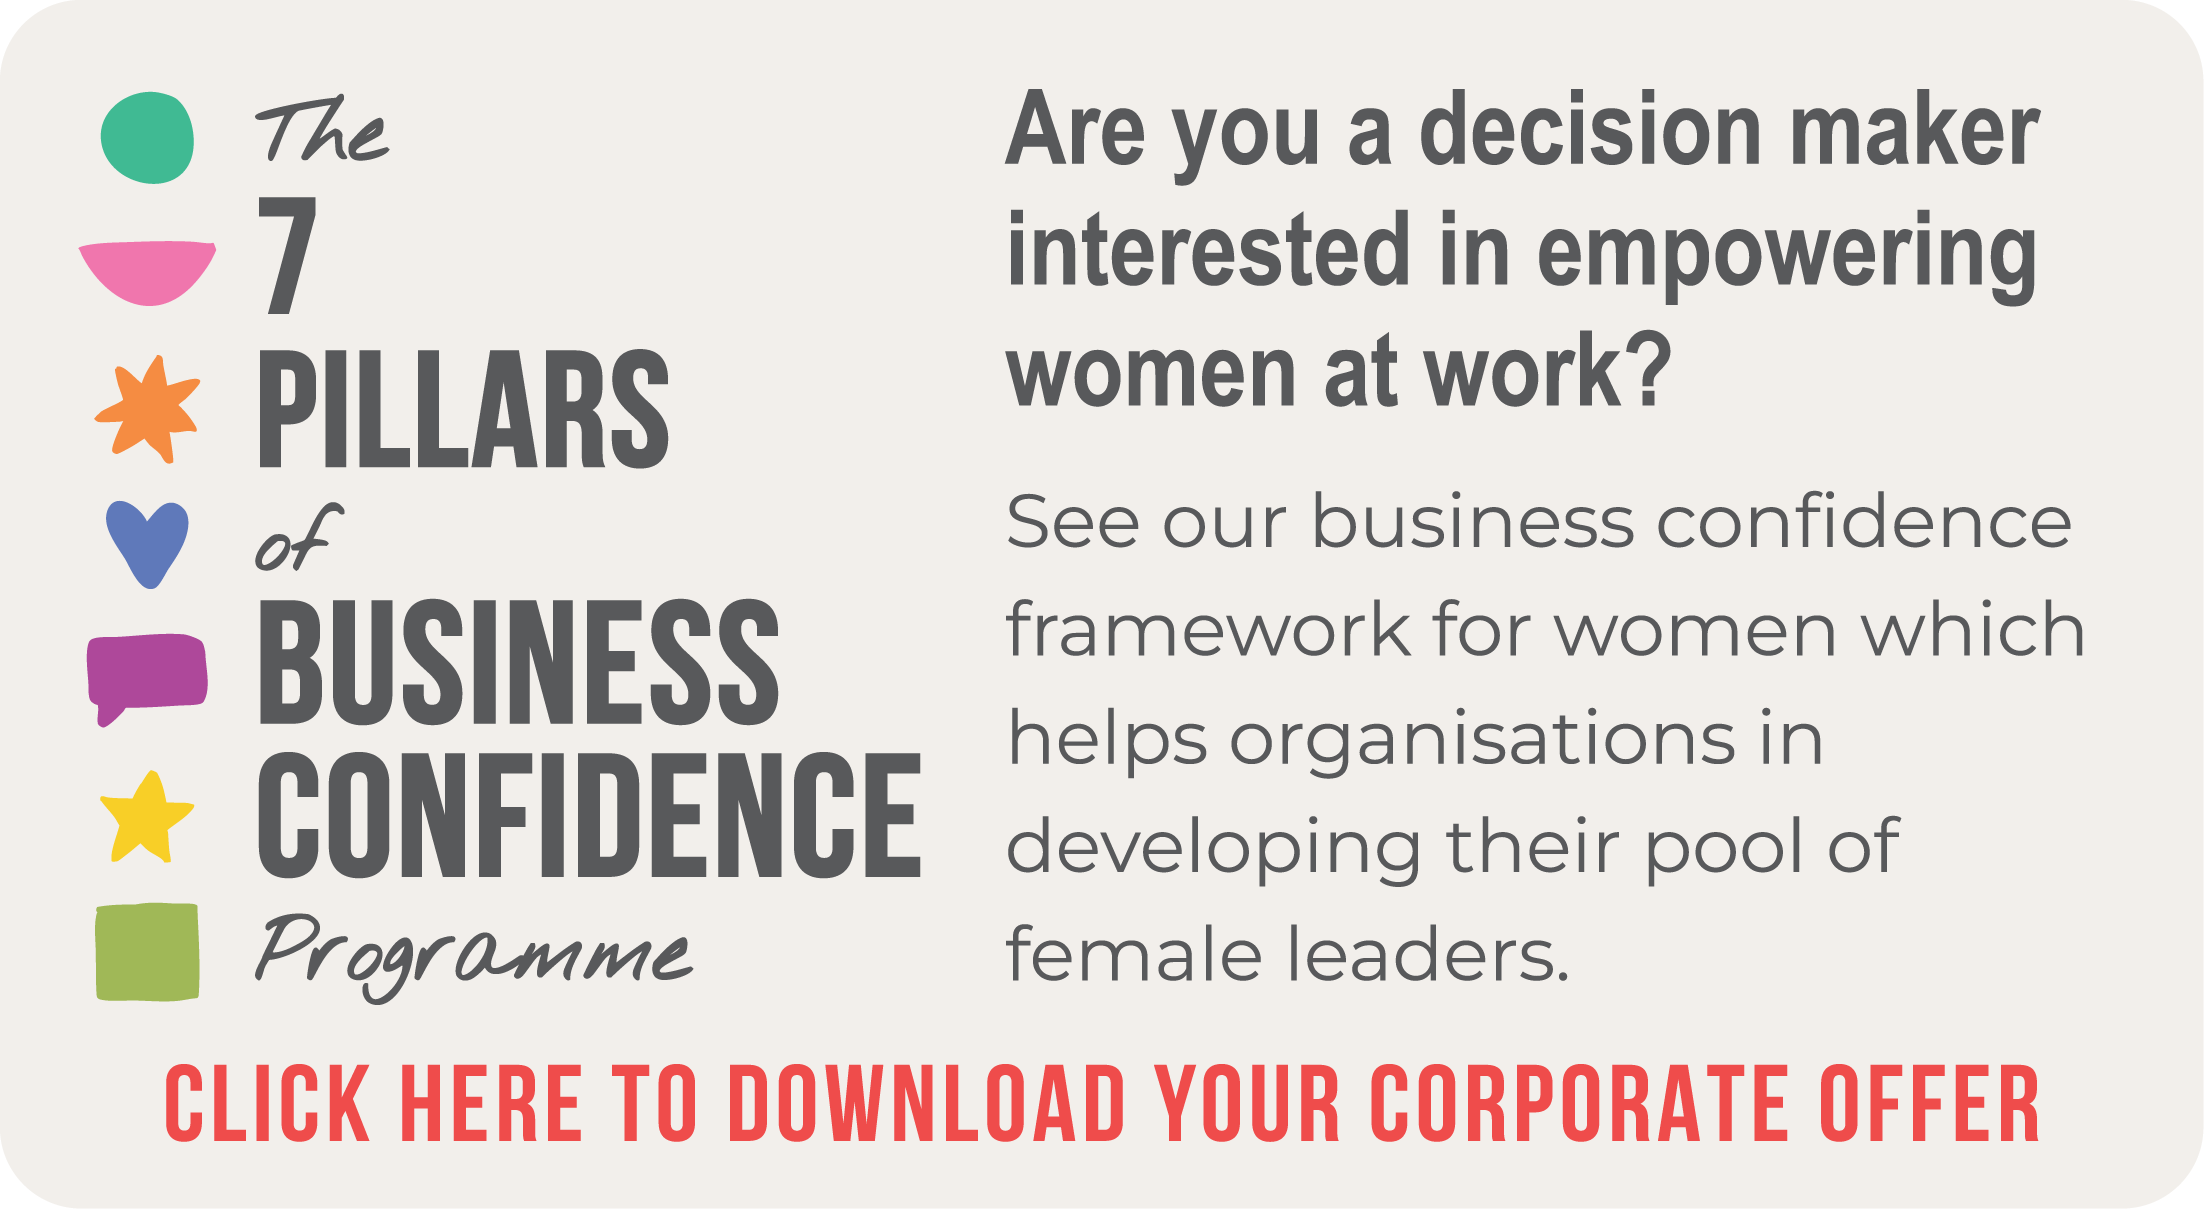 The
7
PILLARS
of
BUSINESS
CONFIDENCE
Programme
Are you a decision maker
interested in empowering
women at work?
See our business confidence
framework for women which
helps organisations in
developing their pool of
female leaders.
CLICK HERE TO DOWNLOAD YOUR CORPORATE OFFER